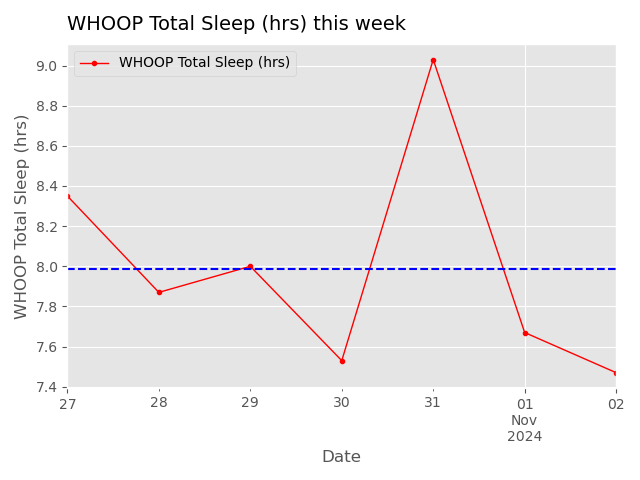 WHOOP Total Sleep (hrs) this week
WHOOP Total Sleep (hrs)
WHOOP Total Sleep (hrs)
9.0
8.8
8.6
8.4
8.2
8.0
7.8
7.6
7.4
27 28 29 30 31 01 02
Nov
2024
Date